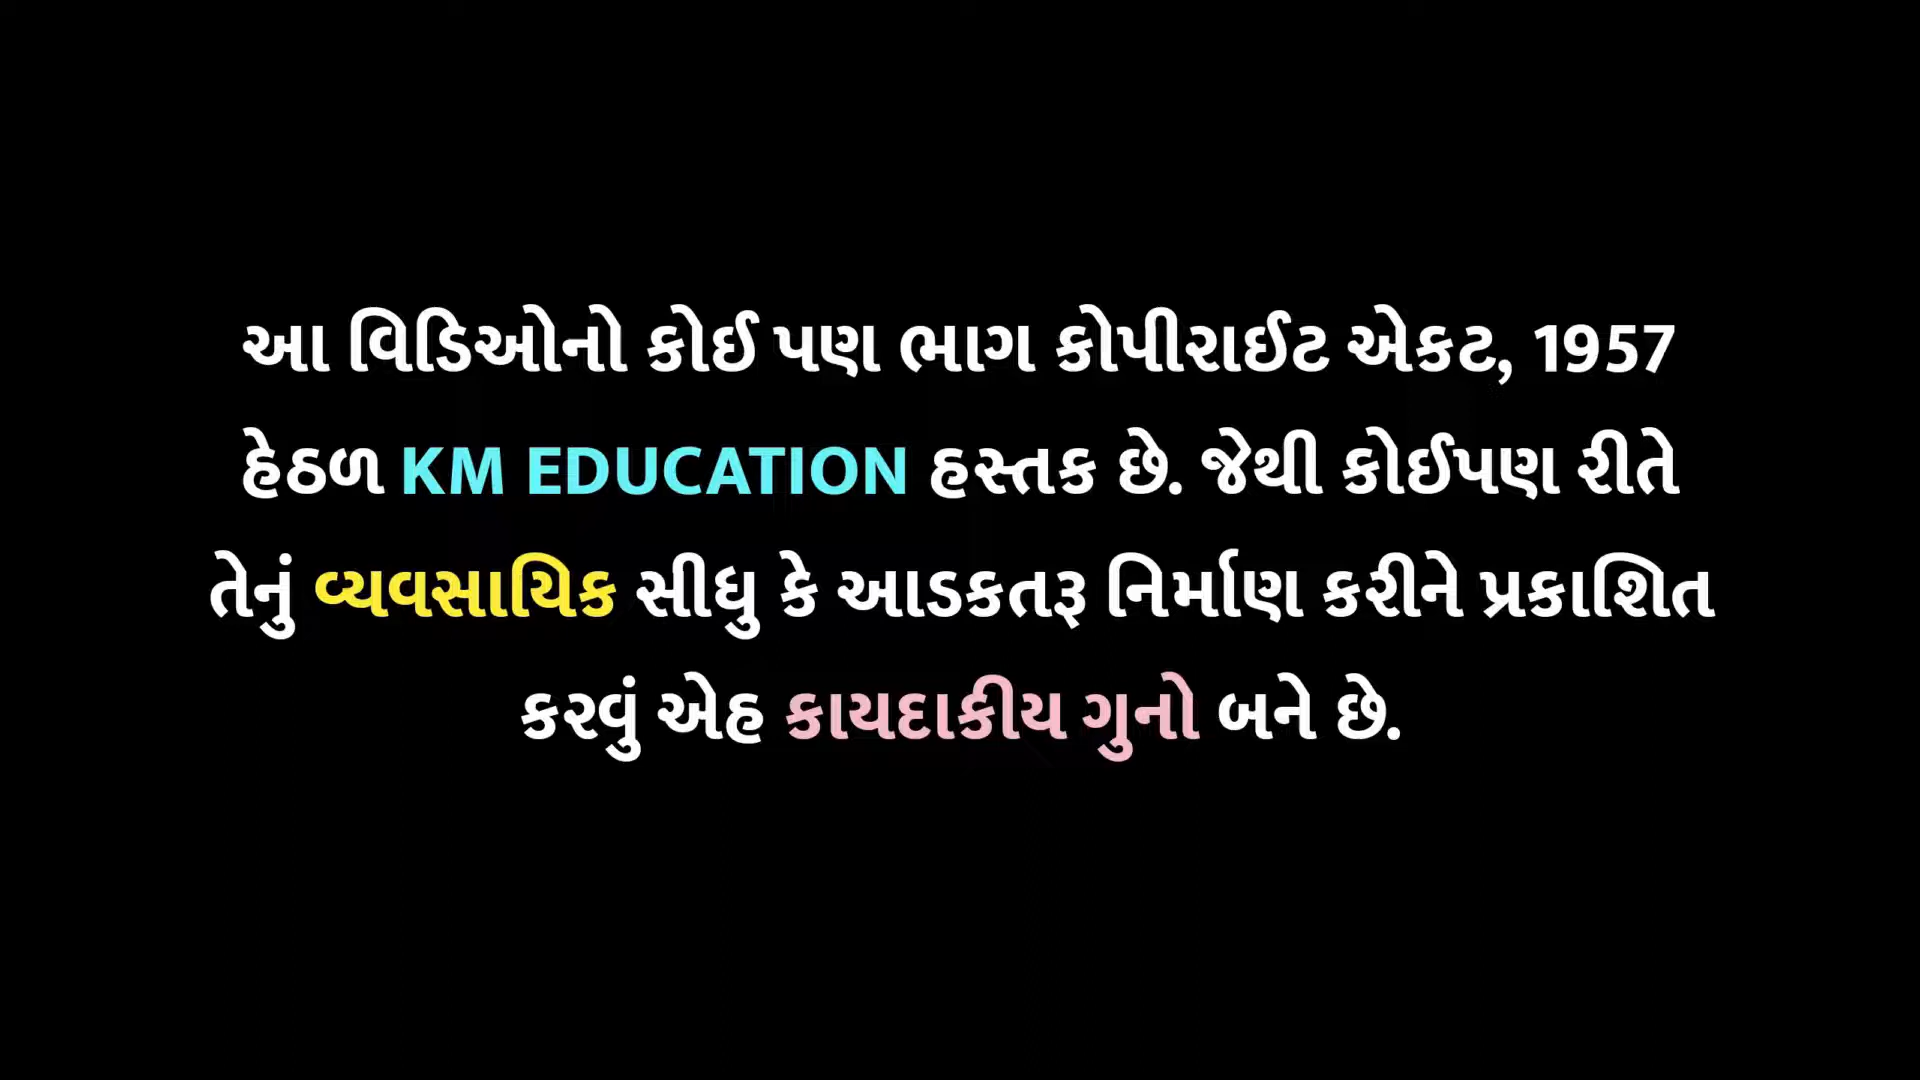 આ વિડિઓનો કોઈ પણ ભાગ કોપીરાઈટ એકટ, 1957
હેઠળ KM EDUCATION હસ્તક છે. જેથી કોઈપણ રીતે
તેનું વ્યવસાયિક સીધુ કે આડકતરૂ નિર્માણ કરીને પ્રકાશિત
કરવું એહ કાયદાકીય ગુનો બને છે.